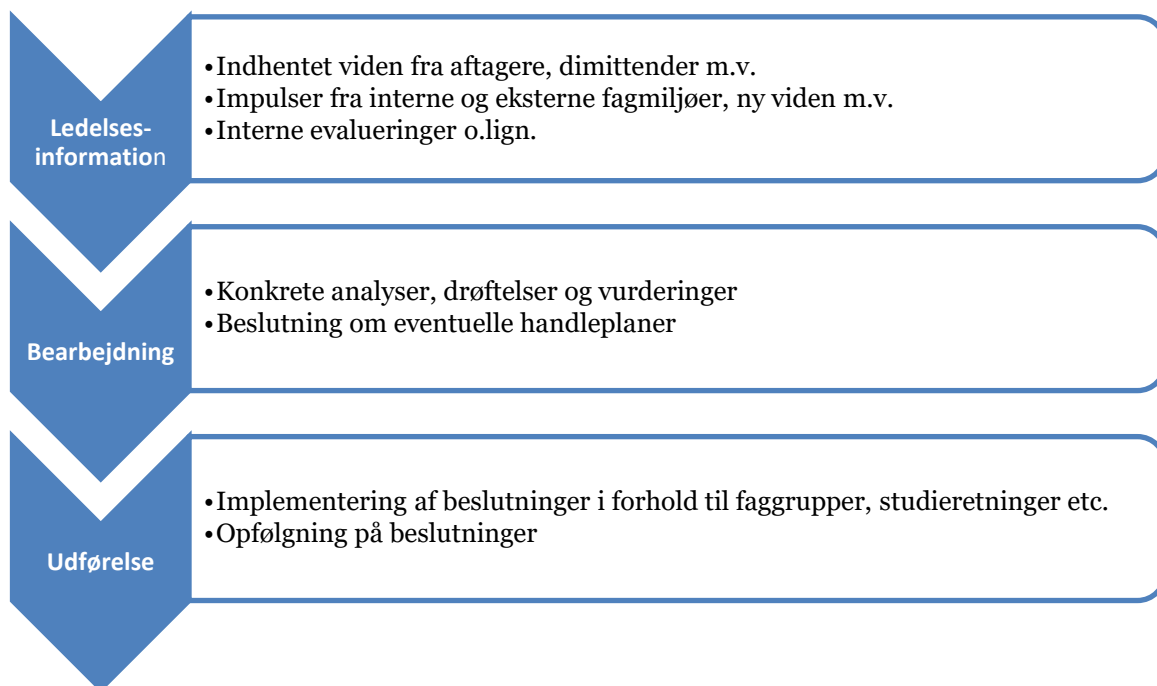 Ledelses-
information
•Indhentet viden fra aftagere, dimittender m.v.
•Impulser fra interne og eksterne fagmiljøer, ny viden m.v.
•Interne evalueringer o.lign.
Bearbejdning
•Konkrete analyser, drøftelser og vurderinger
•Beslutning om eventuelle handleplaner
Udførelse
•Implementering af beslutninger i forhold til faggrupper, studieretninger etc.
•Opfølgning på beslutninger